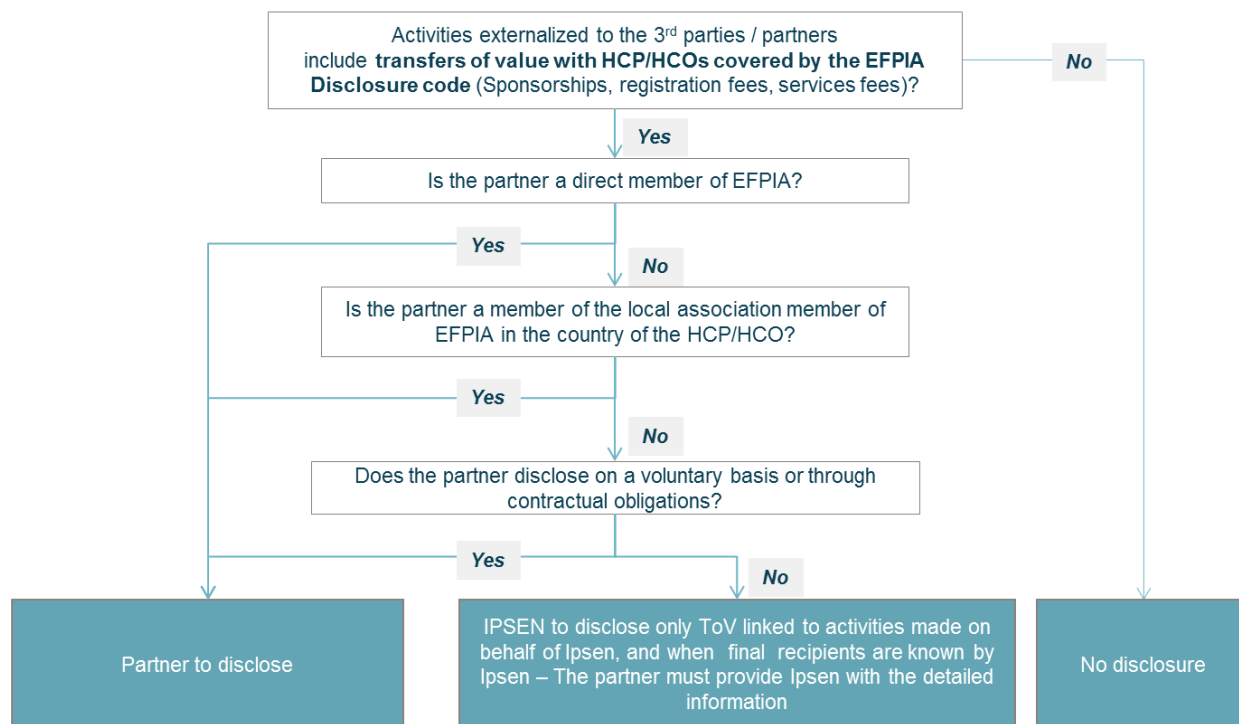 Activities externalized to the 3rd parties / partners
include transfers of value with HCP/HCOs covered by the EFPIA
Disclosure code (Sponsorships, registration fees, services fees)?
No
Yes
Is the partner a direct member of EFPIA?
Yes
No
Is the partner a member of the local association member of
EFPIA in the country of the HCP/HCO?
Yes
No
Does the partner disclose on a voluntary basis or through
contractual obligations?
Yes
No
Partner to disclose
IPSEN to disclose only ToV linked to activities made on
behalf of Ipsen, and when final recipients are known by
Ipsen – The partner must provide Ipsen with the detailed
information
No disclosure